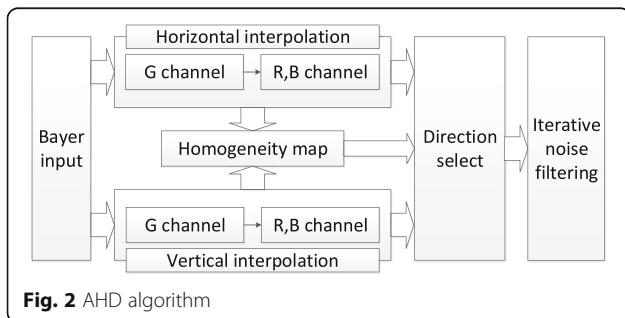 Horizontal interpolation
G channel
R,B channel
Bayer
input
Homogeneity map
Direction
select
Iterative
noise
filtering
G channel
R,B channel
Vertical interpolation
Fig. 2 AHD algorithm